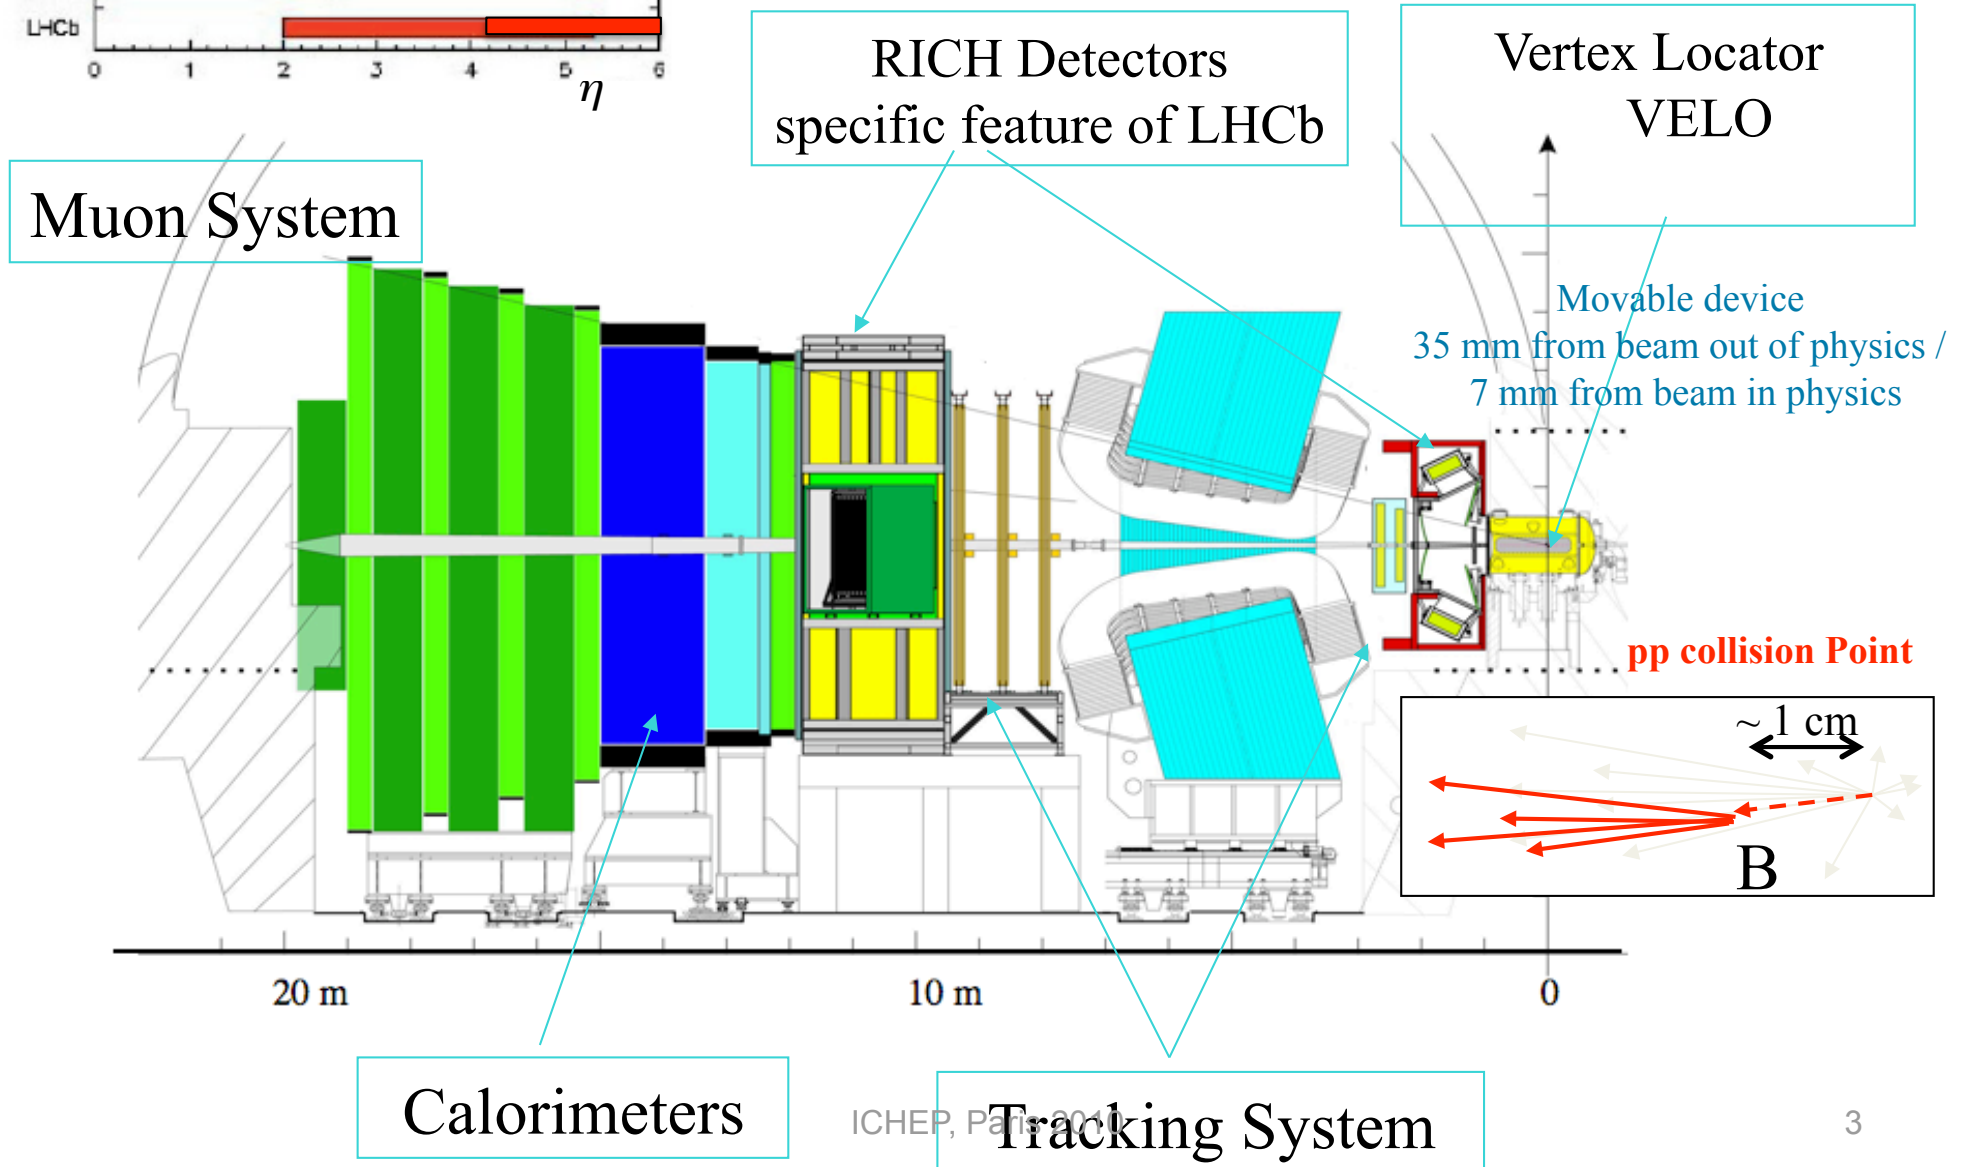 LHCb
0 1 2 3 4 5 6
η
RICH Detectors
specific feature of LHCb
Vertex Locator
VELO
Muon System
Movable device
35 mm from beam out of physics /
7 mm from beam in physics
pp collision Point
~ 1 cm
B
20 m
10 m
0
Calorimeters
Tracking System
ICHEP, Paris 2010
3